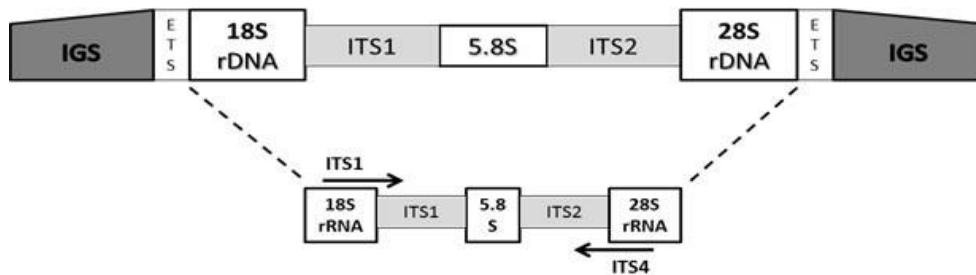 IGS
E
T
S
18S
rDNA
ITS1
5.8S
ITS2
28S
rDNA
E
T
S
IGS
ITS1
18S
rRNA
ITS1
5.8
S
ITS2
28S
rRNA
ITS4